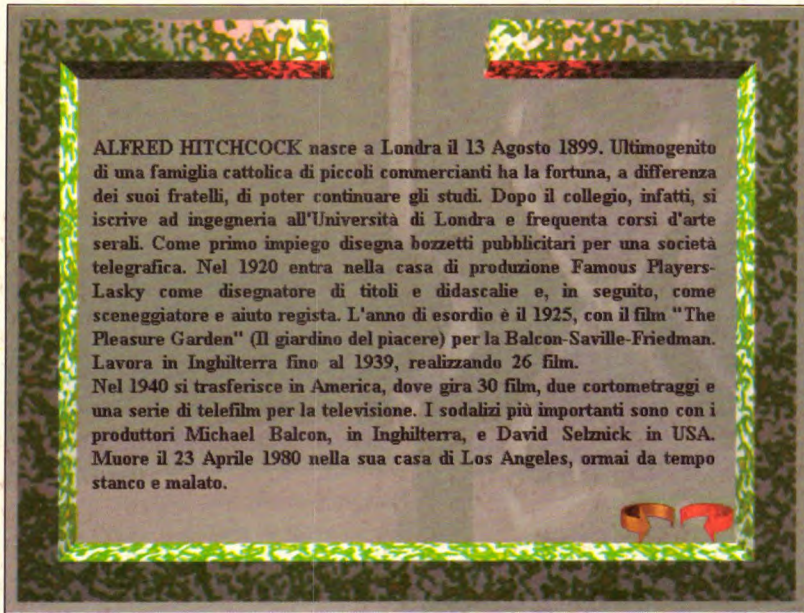 ALFRED HITCHCOCK nasce a Londra il 13 Agosto 1899. Ultimogenito
di una famiglia cattolica di piccoli commercianti ha la fortuna, a differenza
dei suoi fratelli, di poter continuare gli studi. Dopo il collegio, infatti, si
iscrive ad ingegneria all'Università di Londra e frequenta corsi d'arte
serali. Come primo impiego disegna bozzetti pubblicitari per una società
telegrafica. Nel 1920 entra nella casa di produzione Famous Players-
Lasky come disegnatore di titoli e didascalie e, in seguito, come
sceneggiatore e aiuto regista. L'anno di esordio è il 1925, con il film "The
Pleasure Garden" (Il giardino del piacere) per la Balcon-Saville-Friedman.
Lavora in Inghilterra fino al 1939, realizzando 26 film.
Nel 1940 si trasferisce in America, dove gira 30 film, due cortometraggi e
una serie di telefilm per la televisione. I sodalizi più importanti sono con i
produttori Michael Balcon, in Inghilterra, e David Selznick in USA.
Muore il 23 Aprile 1980 nella sua casa di Los Angeles, ormai da tempo
stanco e malato.